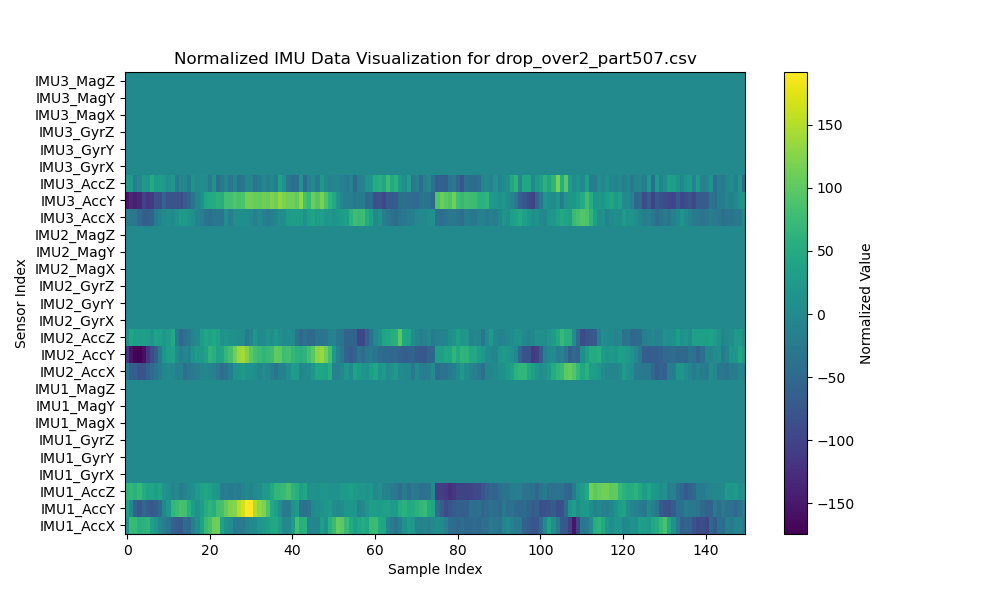 Normalized IMU Data Visualization for drop_over2_part507.csv
IMU3_MagZ
IMU3_MagY
IMU3_MagX
IMU3_GyrZ
IMU3_GyrY
IMU3_GyrX
IMU3_AccZ
IMU3_AccY
IMU3_AccX
IMU2_MagZ
IMU2_MagY
IMU2_MagX
IMU2_GyrZ
IMU2_GyrY
IMU2_GyrX
IMU2_AccZ
IMU2_AccY
IMU2_AccX
IMU1_MagZ
IMU1_MagY
IMU1_MagX
IMU1_GyrZ
IMU1_GyrY
IMU1_GyrX
IMU1_AccZ
IMU1_AccY
IMU1_AccX
Sensor Index
0 20 40 60 80 100 120 140
Sample Index
150
100
50
0
−50
−100
−150
Normalized Value